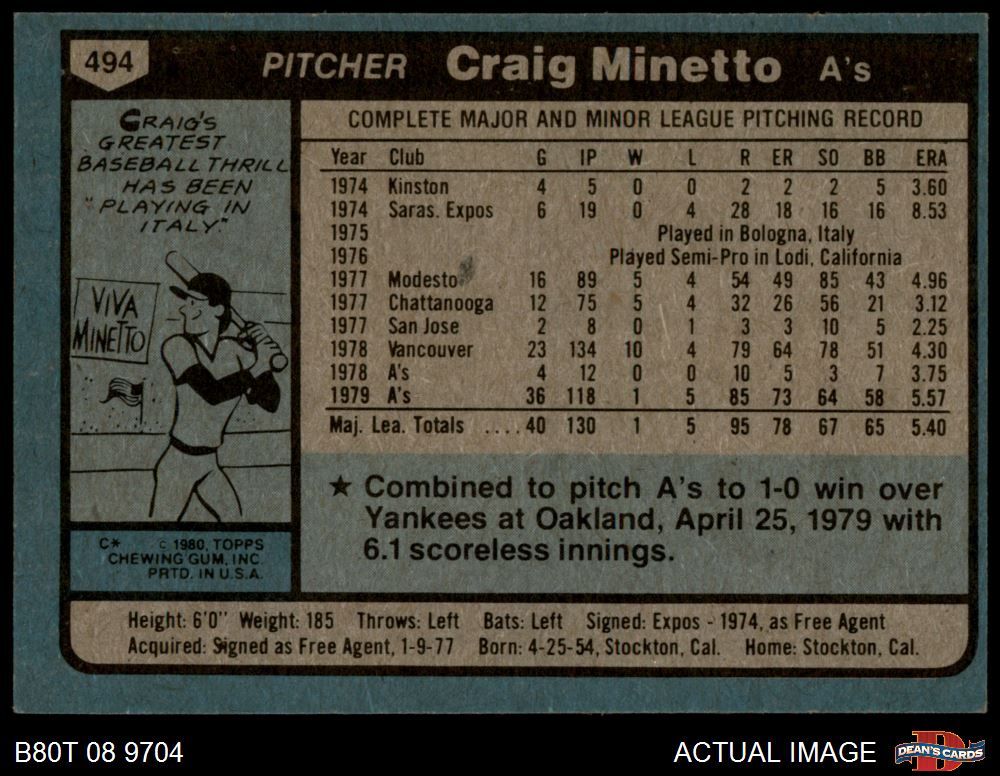 494 PITCHER Craig Minetto A's
CRAIG'S
GREATEST
BASEBALL THRILL
HAS BEEN
"PLAYING IN
ITALY."
VIVA
MINETTO
C* © 1980, TOPPS
CHEWING GUM, INC.
PRTD. IN U.S.A.
COMPLETE MAJOR AND MINOR LEAGUE PITCHING RECORD
Year Club G IP W L R ER SO BB ERA
1974 Kinston 4 5 0 0 2 2 2 5 3.60
1974 Saras. Expos 6 19 0 4 28 18 16 16 8.53
1975 Played in Bologna, Italy
1976 Played Semi-Pro in Lodi, California
1977 Modesto 16 89 5 4 54 49 85 43 4.96
1977 Chattanooga 12 75 5 4 32 26 56 21 3.12
1977 San Jose 2 8 0 1 3 3 10 5 2.25
1978 Vancouver 23 134 10 4 79 64 78 51 4.30
1978 A's 4 12 0 0 10 5 3 7 3.75
1979 A's 36 118 1 5 85 73 64 58 5.57
Maj. Lea. Totals ....40 130 1 5 95 78 67 65 5.40
★ Combined to pitch A's to 1-0 win over
Yankees at Oakland, April 25, 1979 with
6.1 scoreless innings.
Height: 6'0" Weight: 185 Throws: Left Bats: Left Signed: Expos - 1974, as Free Agent
Acquired: Signed as Free Agent, 1-9-77 Born: 4-25-54, Stockton, Cal. Home: Stockton, Cal.
B80T 08 9704 ACTUAL IMAGE DEAN'S CARDS